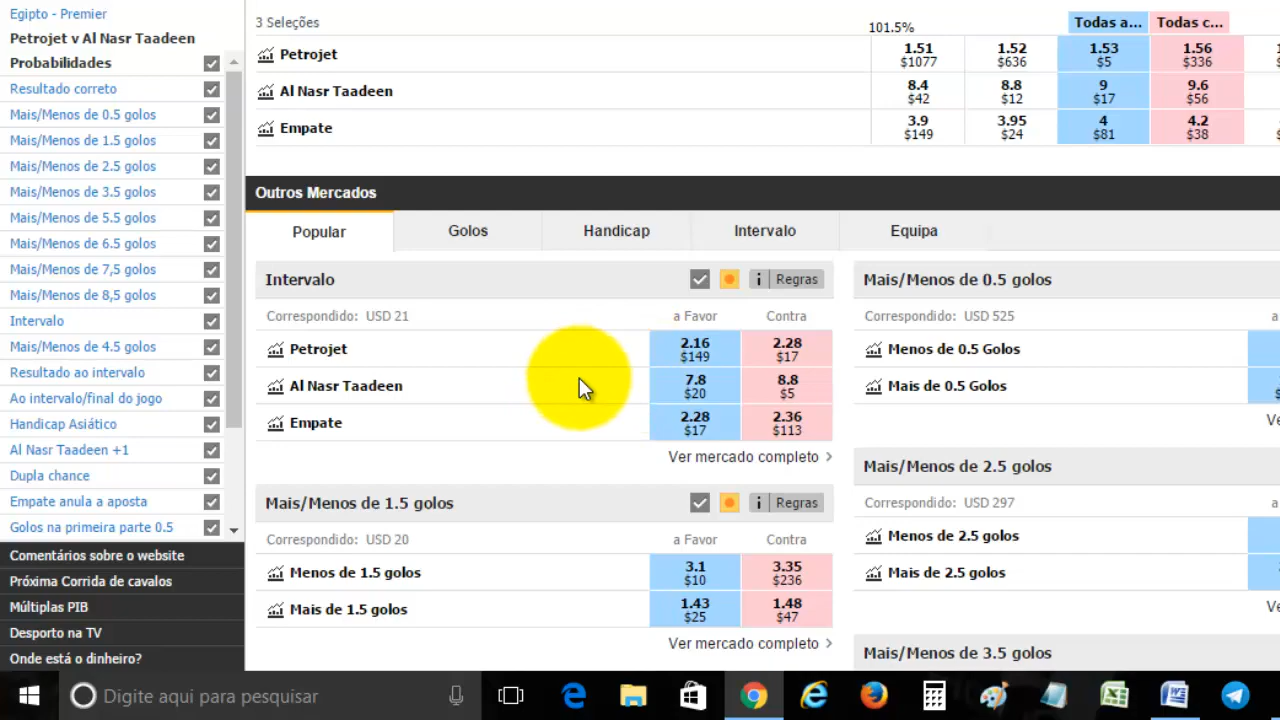 Egipto - Premier
Petrojet v Al Nasr Taadeen
Probabilidades
Resultado correto
Mais/Menos de 0.5 golos
Mais/Menos de 1.5 golos
Mais/Menos de 2.5 golos
Mais/Menos de 3.5 golos
Mais/Menos de 5.5 golos
Mais/Menos de 6.5 golos
Mais/Menos de 7,5 golos
Mais/Menos de 8,5 golos
Intervalo
Mais/Menos de 4.5 golos
Resultado ao intervalo
Ao intervalo/final do jogo
Handicap Asiático
Al Nasr Taadeen +1
Dupla chance
Empate anula a aposta
Golos na primeira parte 0.5
Comentários sobre o website
Próxima Corrida de cavalos
Múltiplas PIB
Desporto na TV
Onde está o dinheiro?
3 Seleções 101.5% Todas a... Todas c...
Petrojet 1.51 1.52 1.53 1.56
$1077 $636 $5 $336
Al Nasr Taadeen 8.4 8.8 9 9.6
$42 $12 $17 $56
Empate 3.9 3.95 4 4.2
$149 $24 $81 $38
Outros Mercados
Popular Golos Handicap Intervalo Equipa
Intervalo i Regras
Correspondido: USD 21 a Favor Contra
Petrojet 2.16 2.28
$149 $17
Al Nasr Taadeen 7.8 8.8
$20 $5
Empate 2.28 2.36
$17 $113
Ver mercado completo >
Mais/Menos de 1.5 golos i Regras
Correspondido: USD 20 a Favor Contra
Menos de 1.5 golos 3.1 3.35
$10 $236
Mais de 1.5 golos 1.43 1.48
$25 $47
Ver mercado completo >
Mais/Menos de 0.5 golos
Correspondido: USD 525 a
Menos de 0.5 Golos
Mais de 0.5 Golos
Ve
Mais/Menos de 2.5 golos
Correspondido: USD 297 a
Menos de 2.5 golos
Mais de 2.5 golos
Ve
Mais/Menos de 3.5 golos
Digite aqui para pesquisar